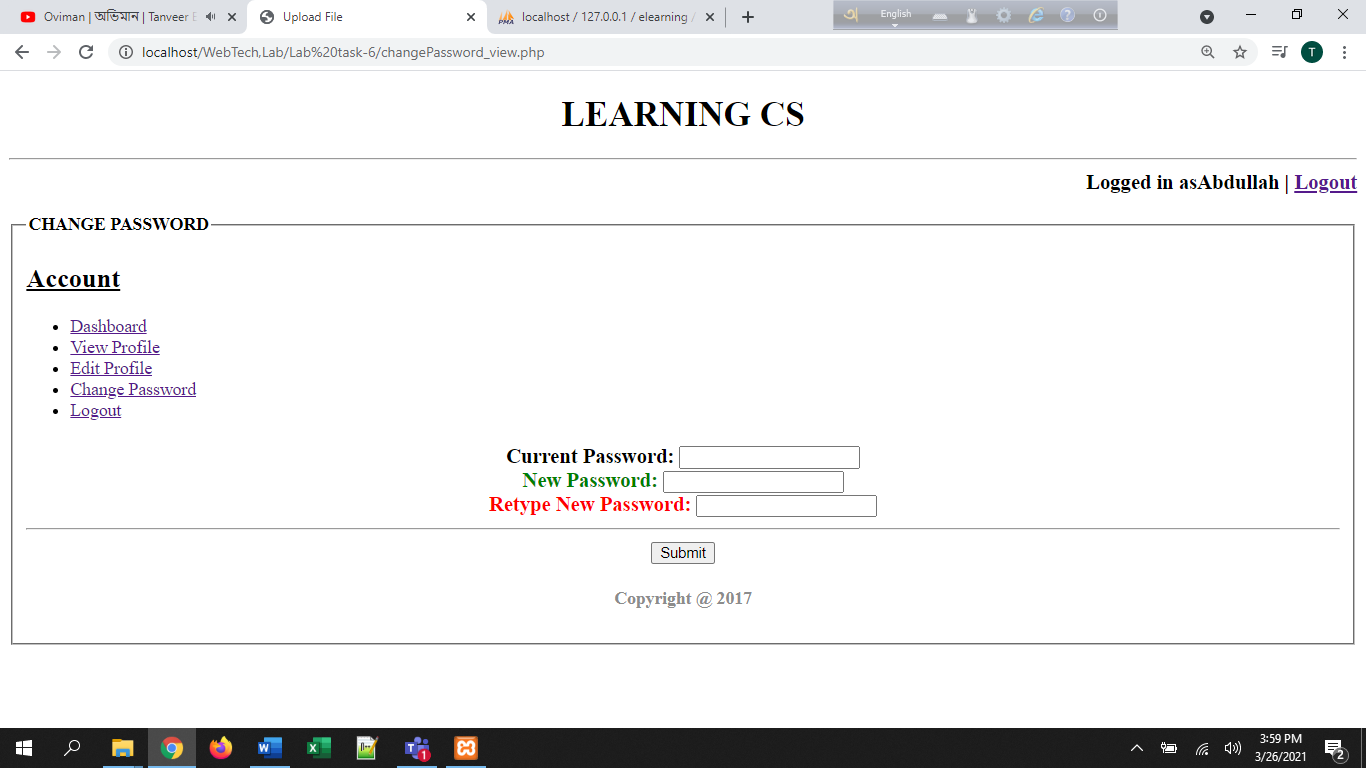 Oviman | অভিমান | Tanveer E
Upload File
localhost / 127.0.0.1 / elearning /
English
localhost/WebTech,Lab/Lab%20task-6/changePassword_view.php
T
LEARNING CS
Logged in asAbdullah | Logout
CHANGE PASSWORD
Account
Dashboard
View Profile
Edit Profile
Change Password
Logout
Current Password:
New Password:
Retype New Password:
Submit
Copyright @ 2017
3:59 PM
3/26/2021
1
2